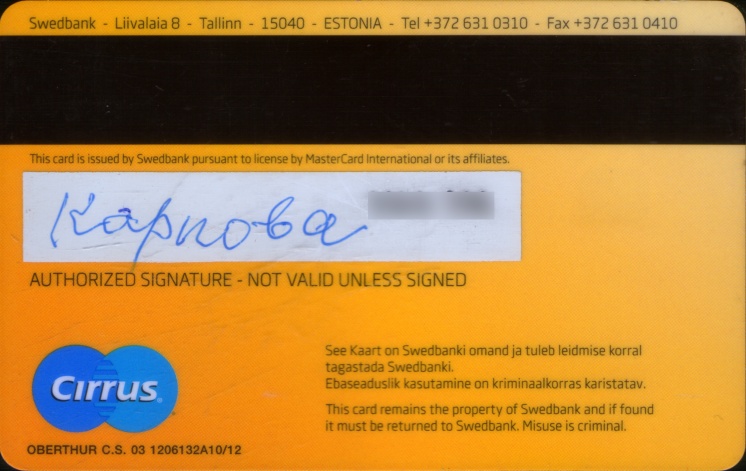 Swedbank - Liivalaia 8 - Tallinn - 15040 - ESTONIA - Tel +372 631 0310 - Fax +372 631 0410
This card is issued by Swedbank pursuant to license by MasterCard International or its affiliates.
Карпова
AUTHORIZED SIGNATURE - NOT VALID UNLESS SIGNED
See Kaart on Swedbanki omand ja tuleb leidmise korral
tagastada Swedbanki.
Ebaseaduslik kasutamine on kriminaalkorras karistatav.
This card remains the property of Swedbank and if found
it must be returned to Swedbank. Misuse is criminal.
Cirrus
OBERTHUR C.S. 03 1206132A10/12